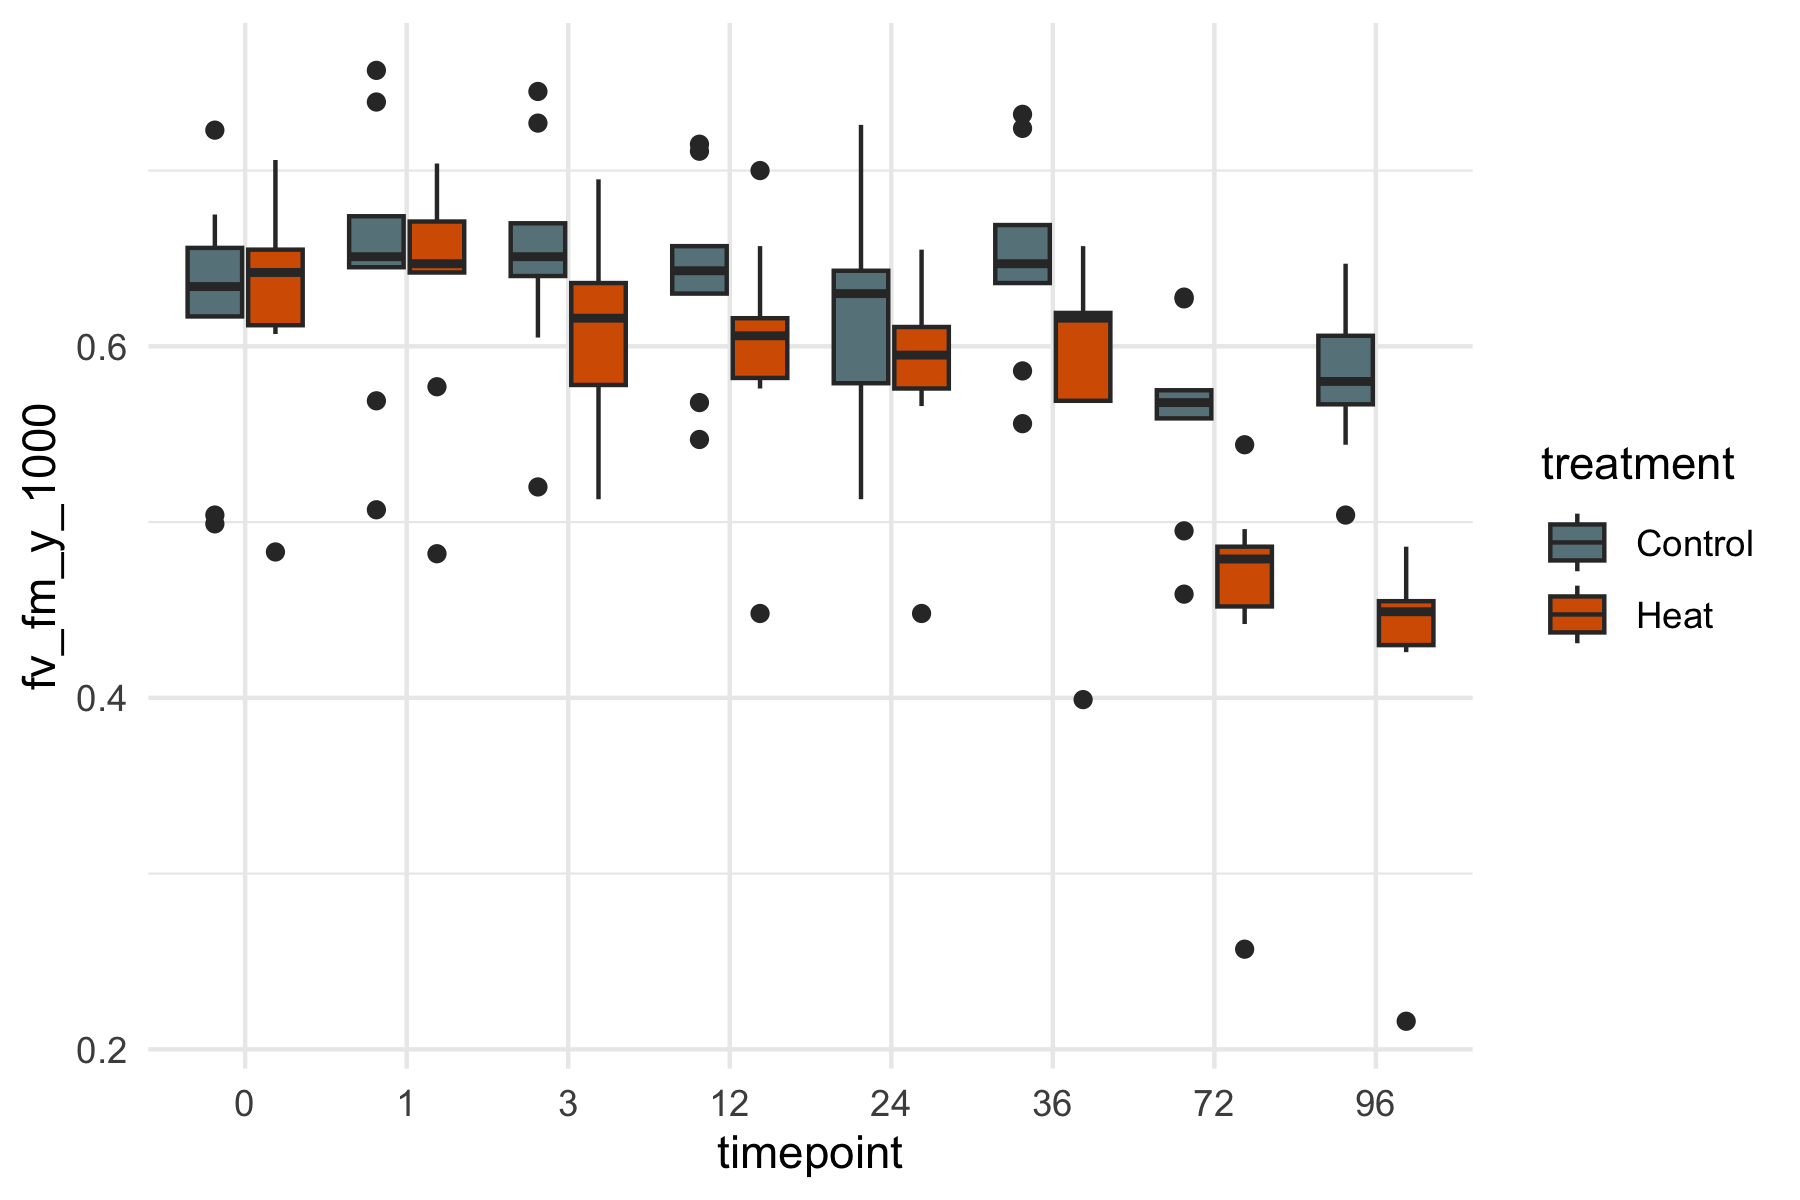 fv_fm_y_1000
0.6
0.4
0.2
0 1 3 12 24 36 72 96
timepoint
treatment
Control
Heat